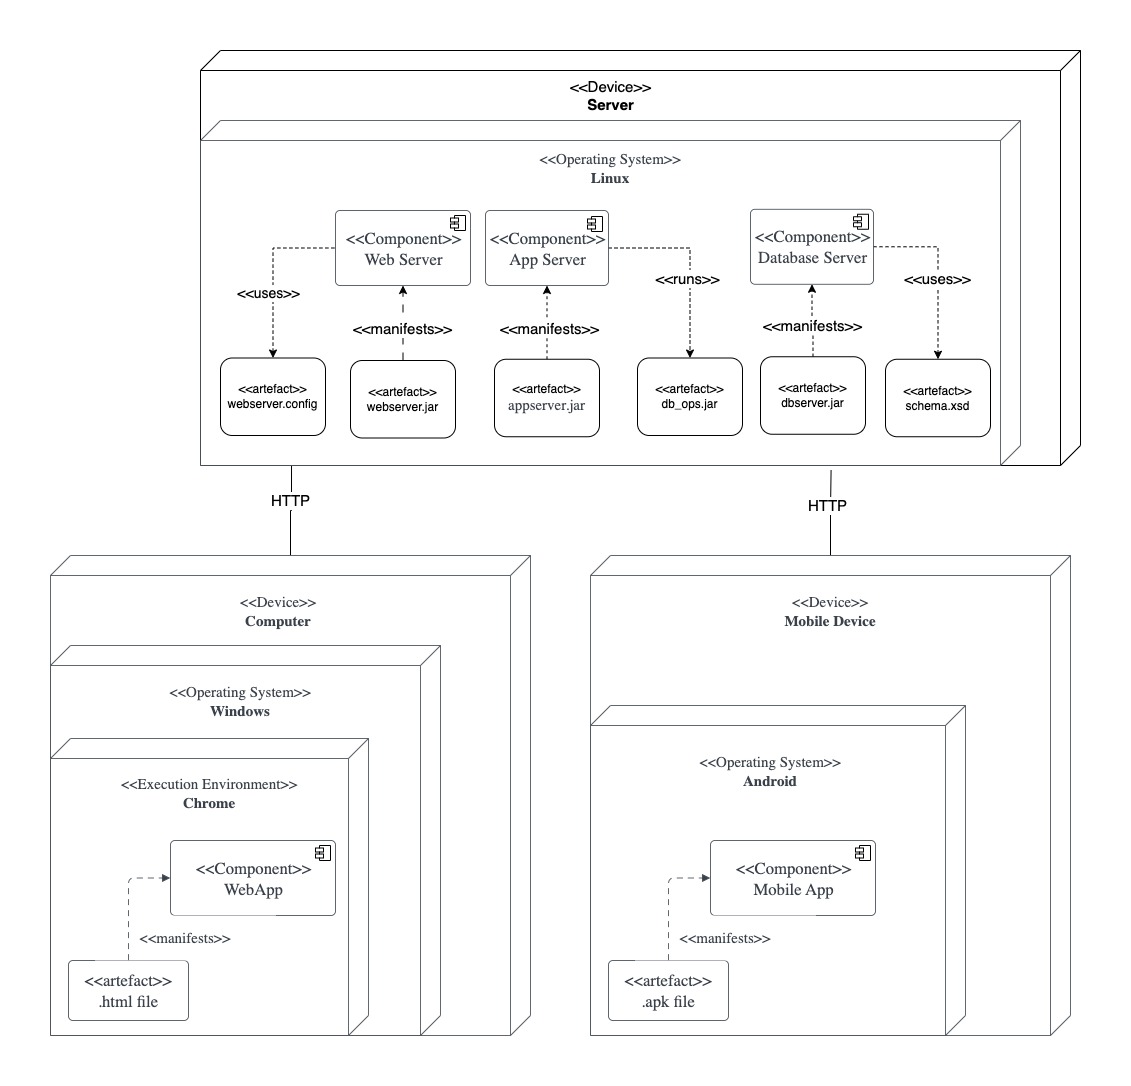 <<Device>>
Server
<<Operating System>>
Linux
<<Component>>
Web Server
<<Component>>
App Server
<<Component>>
Database Server
<<uses>>
<<manifests>>
<<manifests>>
<<runs>>
<<manifests>>
<<uses>>
<<artefact>>
webserver.config
<<artefact>>
webserver.jar
<<artefact>>
appserver.jar
<<artefact>>
db_ops.jar
<<artefact>>
dbserver.jar
<<artefact>>
schema.xsd
HTTP
HTTP
<<Device>>
Computer
<<Operating System>>
Windows
<<Execution Environment>>
Chrome
<<Component>>
WebApp
<<manifests>>
<<artefact>>
.html file
<<Device>>
Mobile Device
<<Operating System>>
Android
<<Component>>
Mobile App
<<manifests>>
<<artefact>>
.apk file